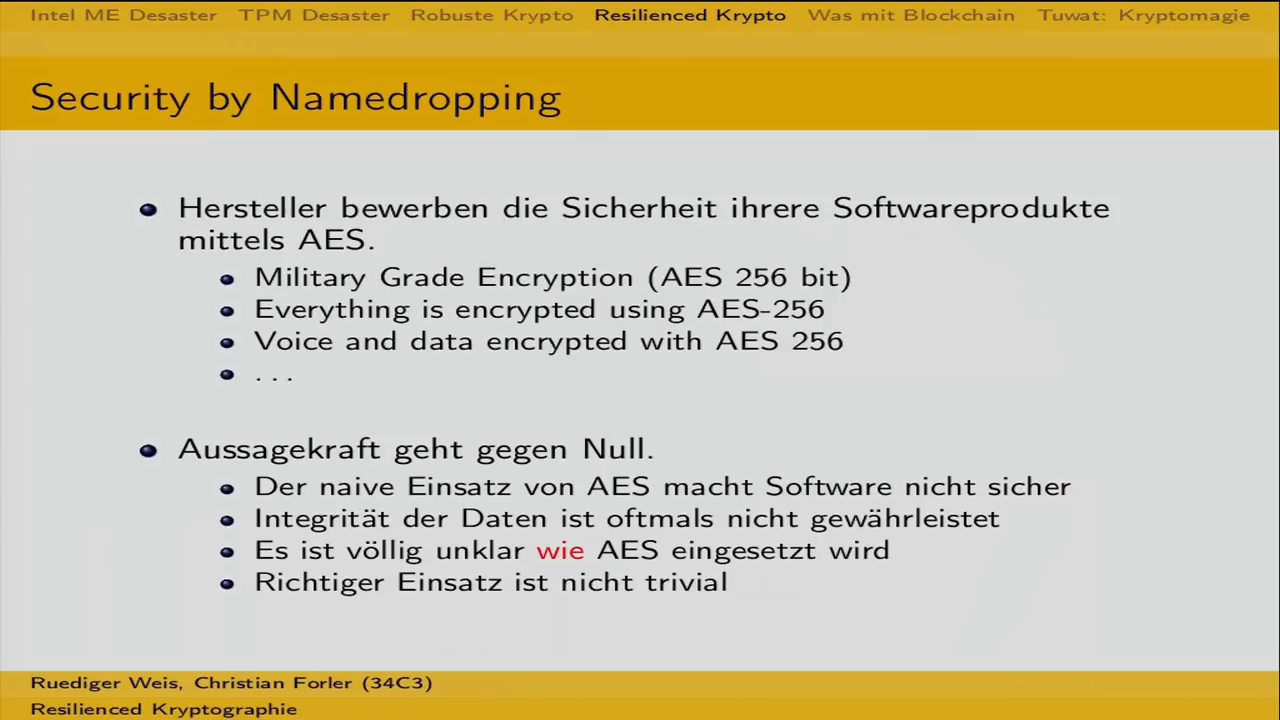 Intel ME Desaster TPM Desaster Robuste Krypto Resilienced Krypto Was mit Blockchain Tuwat: Kryptomagie
Security by Namedropping
Hersteller bewerben die Sicherheit ihrere Softwareprodukte
mittels AES.
Military Grade Encryption (AES 256 bit)
Everything is encrypted using AES-256
Voice and data encrypted with AES 256
...
Aussagekraft geht gegen Null.
Der naive Einsatz von AES macht Software nicht sicher
Integrität der Daten ist oftmals nicht gewährleistet
Es ist völlig unklar wie AES eingesetzt wird
Richtiger Einsatz ist nicht trivial
Ruediger Weis, Christian Forler (34C3)
Resilienced Kryptographie